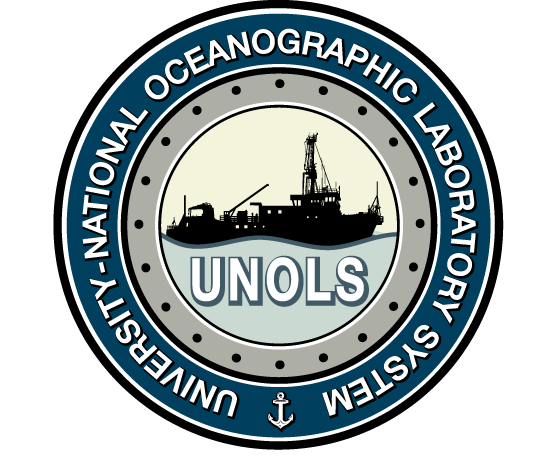 UNIVERSITY-NATIONAL OCEANOGRAPHIC LABORATORY SYSTEM
UNOLS